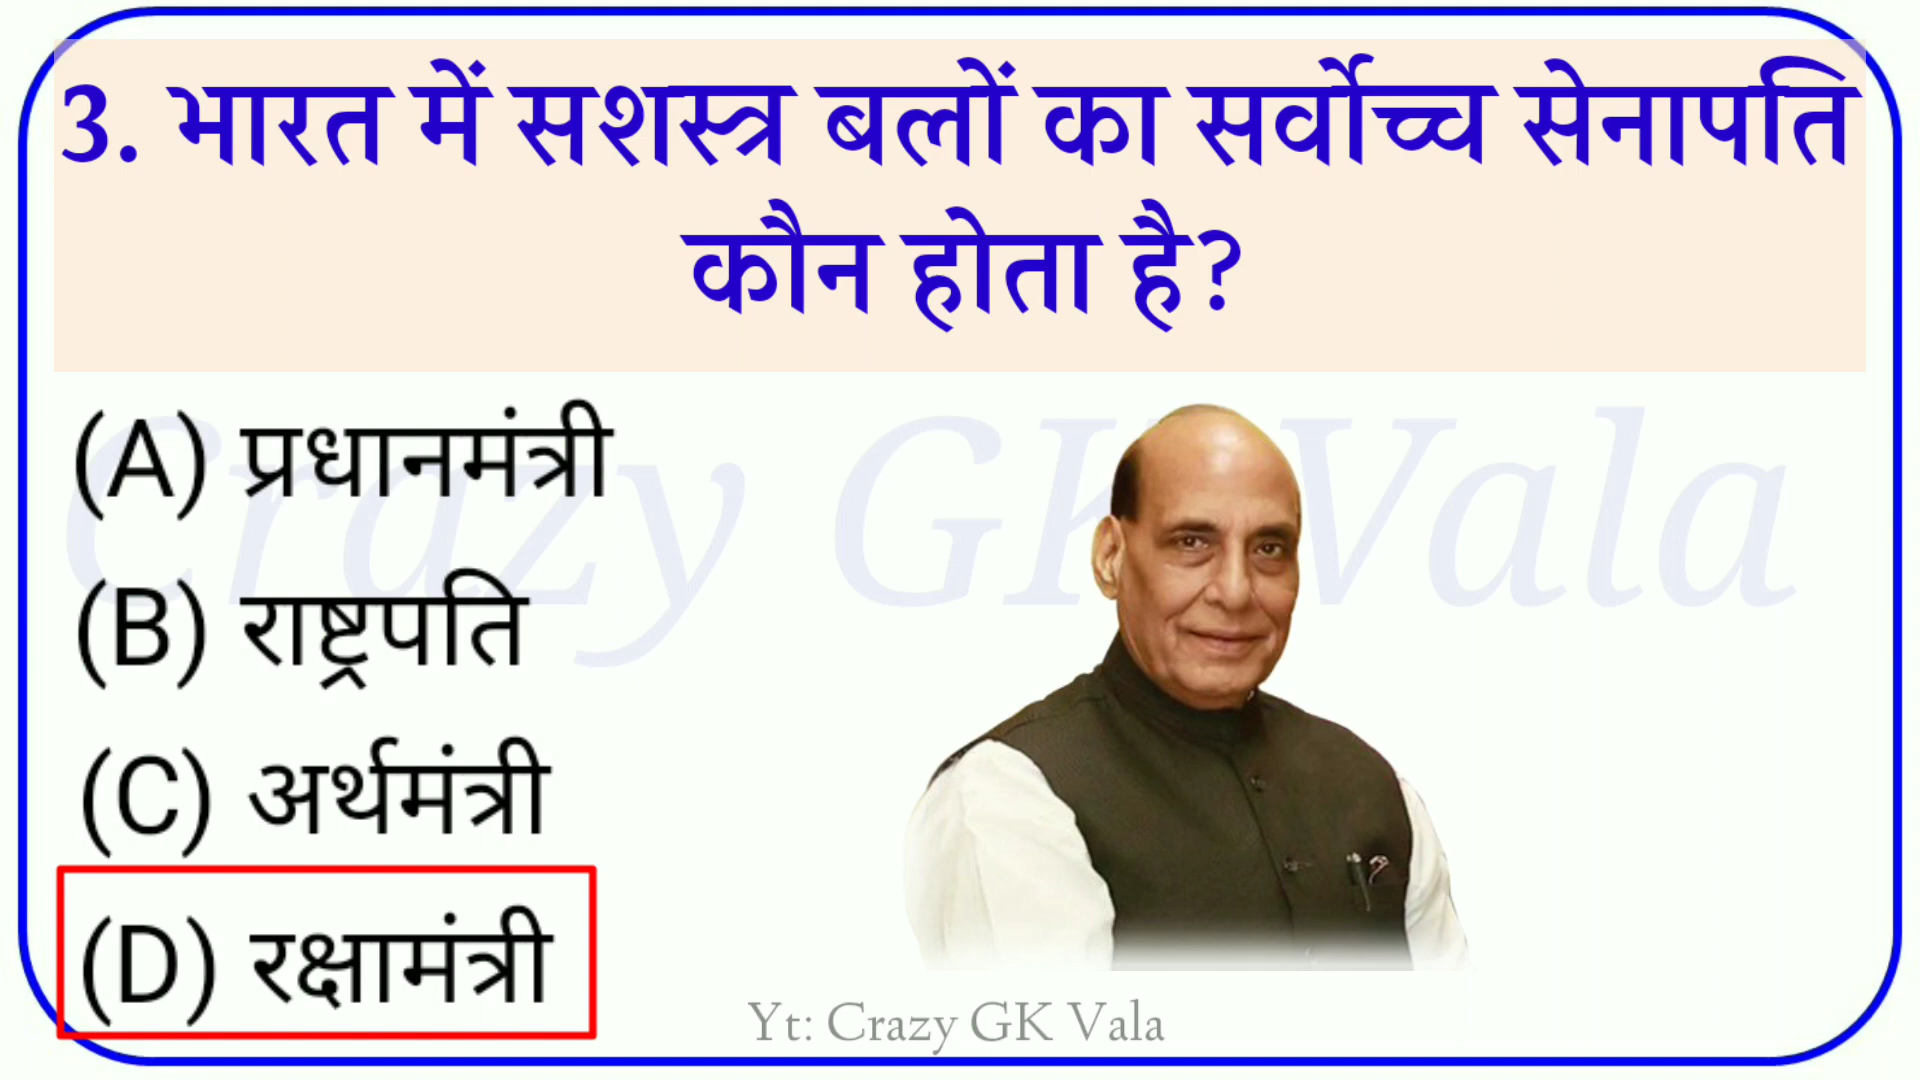 3. भारत में सशस्त्र बलों का सर्वोच्च सेनापति
कौन होता है?
(A) प्रधानमंत्री
(B) राष्ट्रपति
(C) अर्थमंत्री
(D) रक्षामंत्री
Crazy GK Vala
Yt: Crazy GK Vala